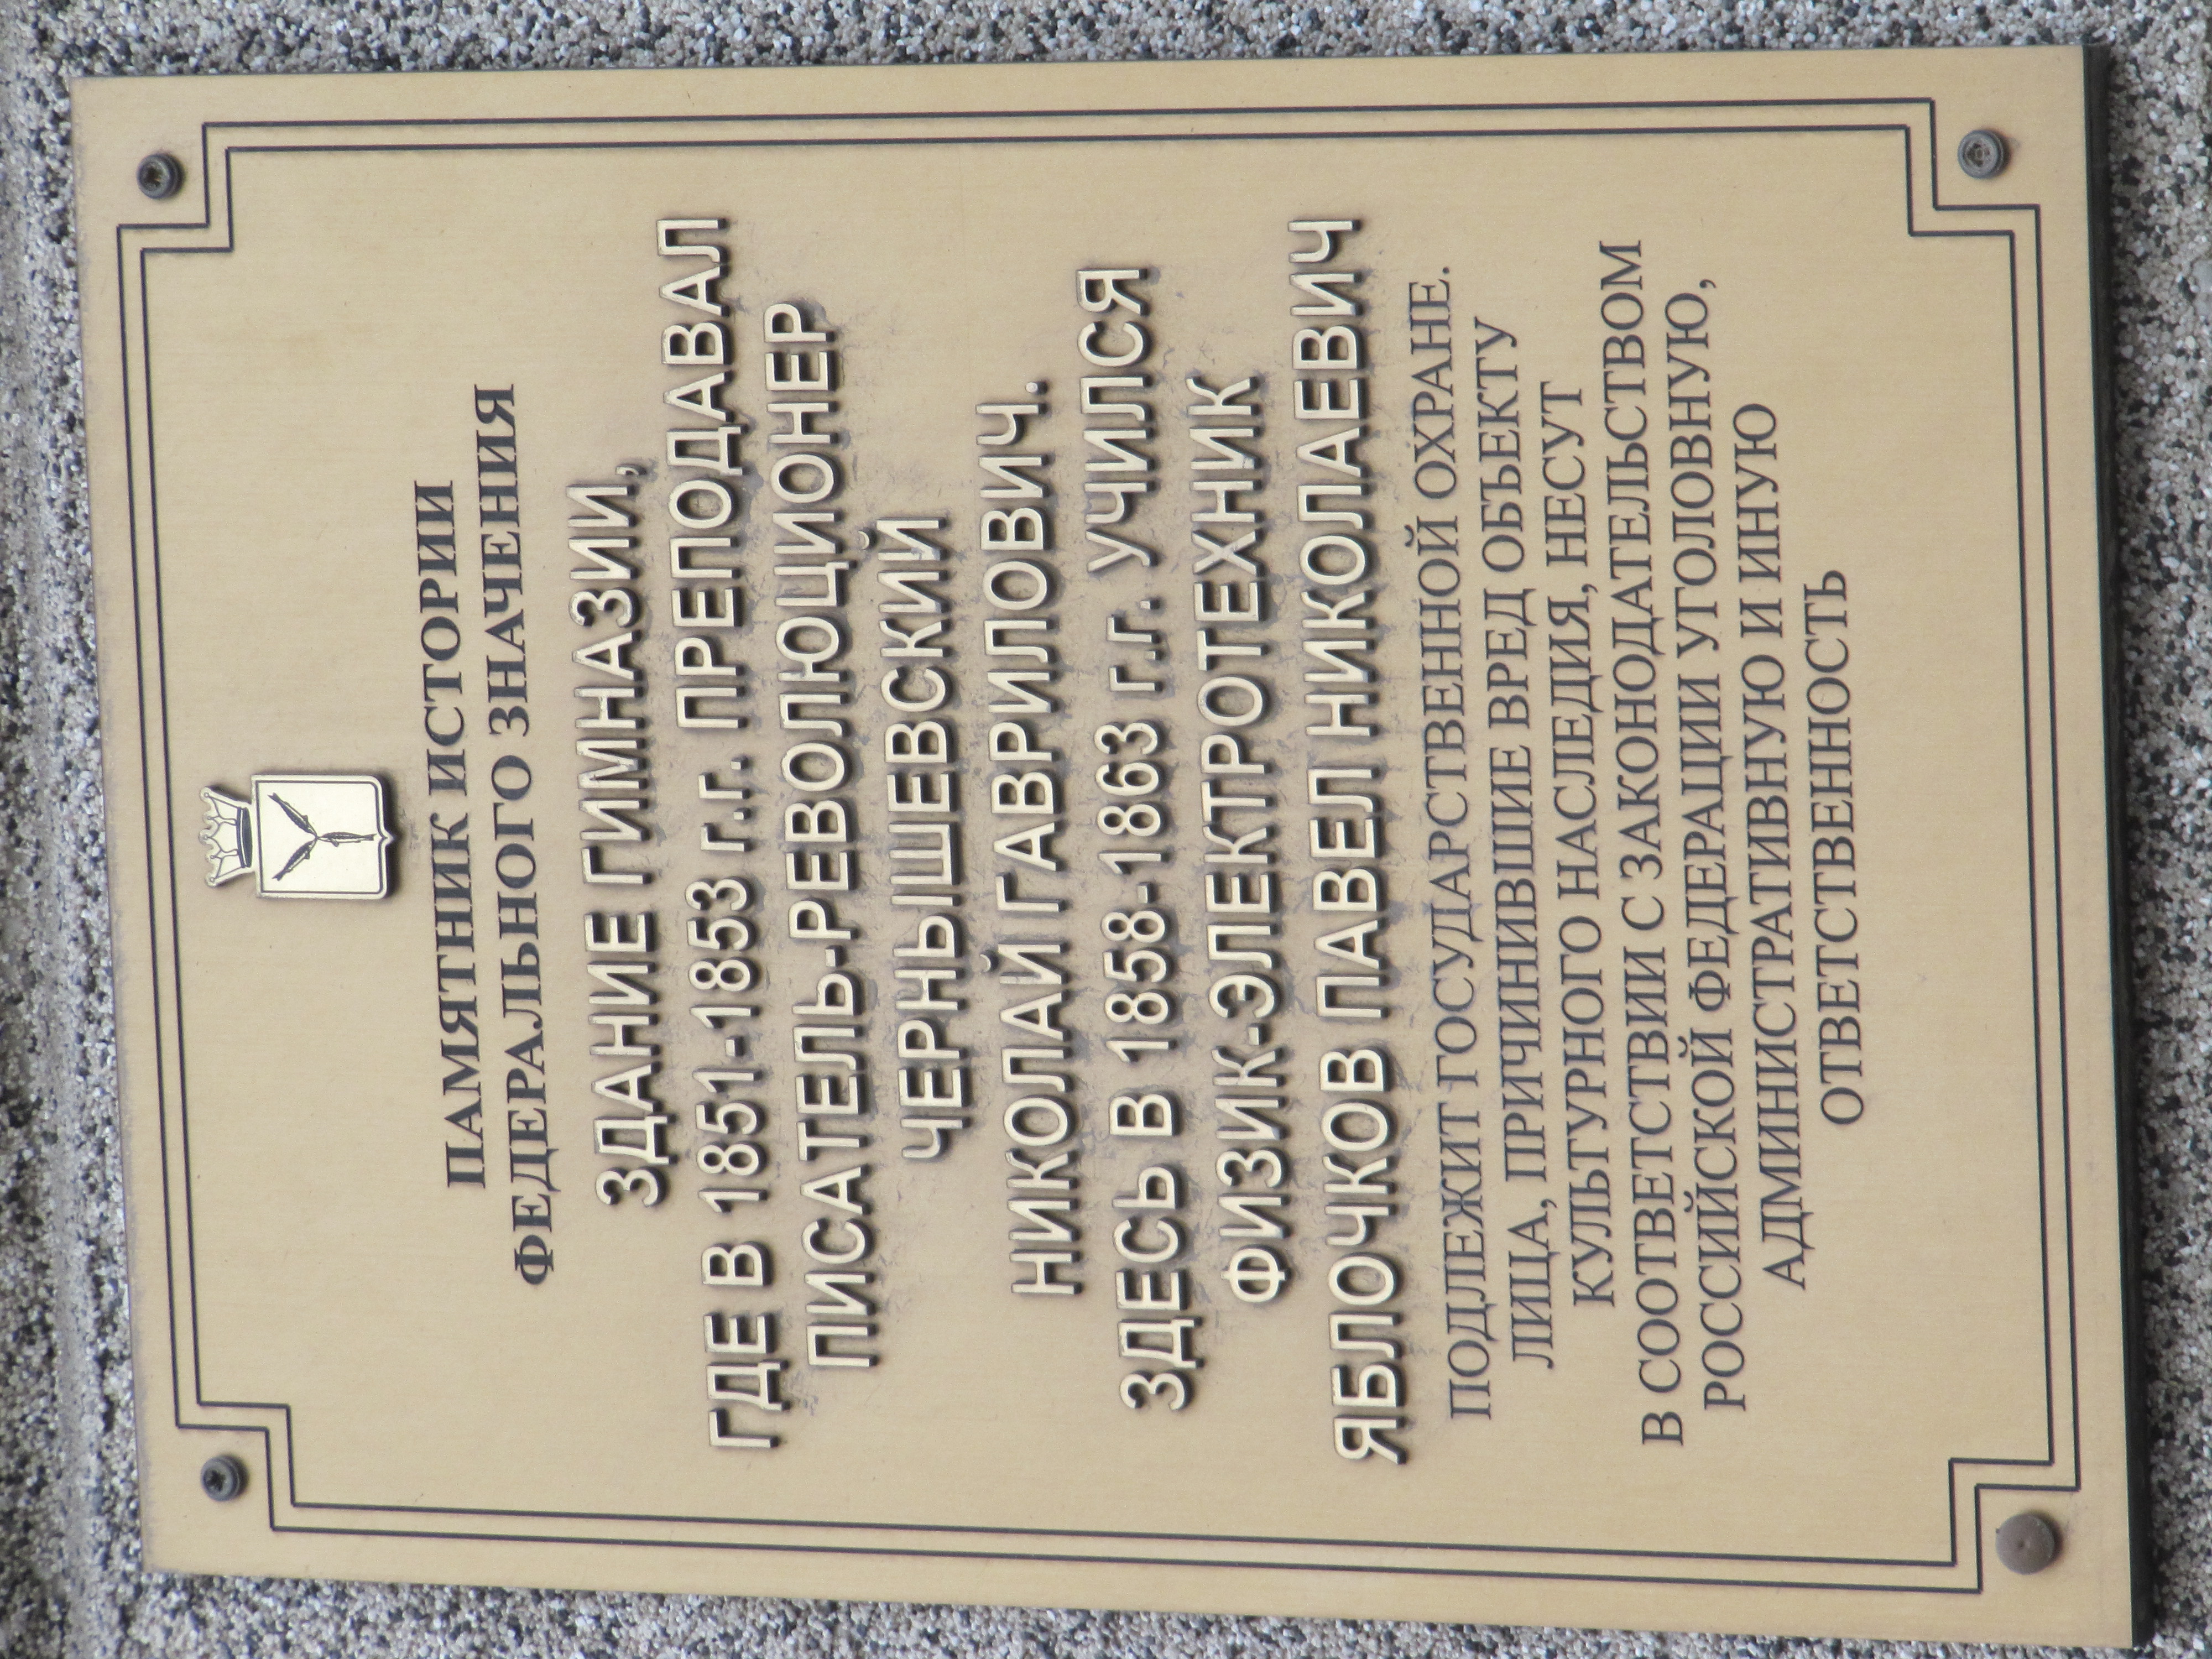 ПАМЯТНИК ИСТОРИИ
ФЕДЕРАЛЬНОГО ЗНАЧЕНИЯ
ЗДАНИЕ ГИМНАЗИИ,
ГДЕ В 1851-1853 г.г. ПРЕПОДАВАЛ
ПИСАТЕЛЬ-РЕВОЛЮЦИОНЕР
ЧЕРНЫШЕВСКИЙ
НИКОЛАЙ ГАВРИЛОВИЧ.
ЗДЕСЬ В 1858-1863 г.г. УЧИЛСЯ
ФИЗИК-ЭЛЕКТРОТЕХНИК
ЯБЛОЧКОВ ПАВЕЛ НИКОЛАЕВИЧ
ПОДЛЕЖИТ ГОСУДАРСТВЕННОЙ ОХРАНЕ.
ЛИЦА, ПРИЧИНИВШИЕ ВРЕД ОБЪЕКТУ
КУЛЬТУРНОГО НАСЛЕДИЯ, НЕСУТ
В СООТВЕТСТВИИ С ЗАКОНОДАТЕЛЬСТВОМ
РОССИЙСКОЙ ФЕДЕРАЦИИ УГОЛОВНУЮ,
АДМИНИСТРАТИВНУЮ И ИНУЮ
ОТВЕТСТВЕННОСТЬ